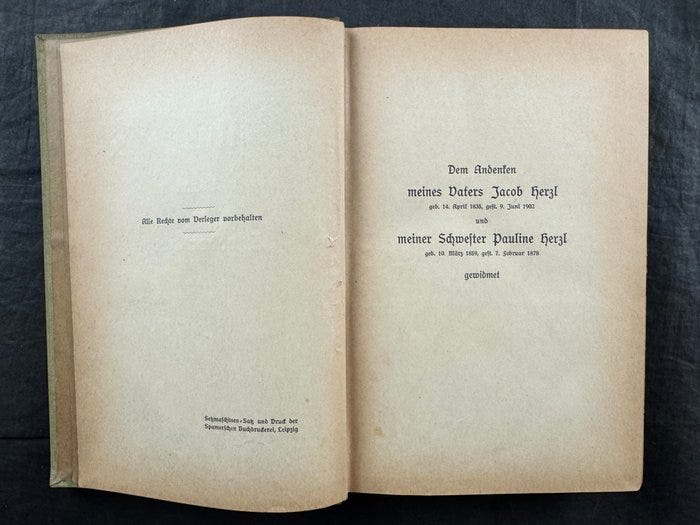 Alle Rechte vom Verleger vorbehalten
Setzmaschinen-Satz und Druck der
Spamerschen Buchdruckerei, Leipzig
Dem Andenken
meines Vaters Jacob Herzl
geb. 14. April 1835, gest. 9. Juni 1902
und
meiner Schwester Pauline Herzl
geb. 10. März 1859, gest. 7. Februar 1878
gewidmet